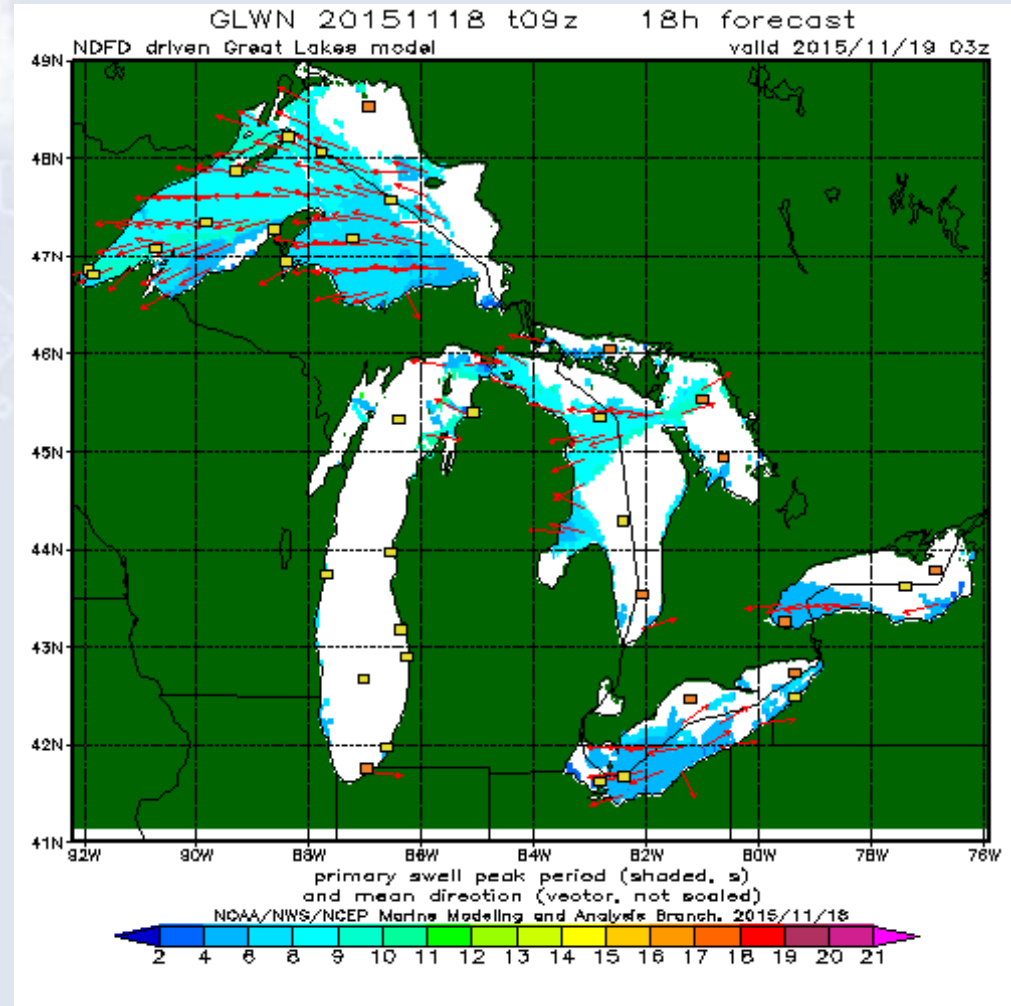 GLWN 20151118 t09z 18h forecast
NDFD driven Great Lakes model valid 2015/11/19 03z
49N
48N
47N
46N
45N
44N
43N
42N
41N
92W 90W 88W 86W 84W 82W 80W 78W 76W
primary swell peak period (shaded, s)
and mean direction (vector, not scaled)
NOAA/NWS/NCEP Marine Modeling and Analysis Branch, 2015/11/18
2 4 6 8 9 10 11 12 13 14 15 16 17 18 19 20 21